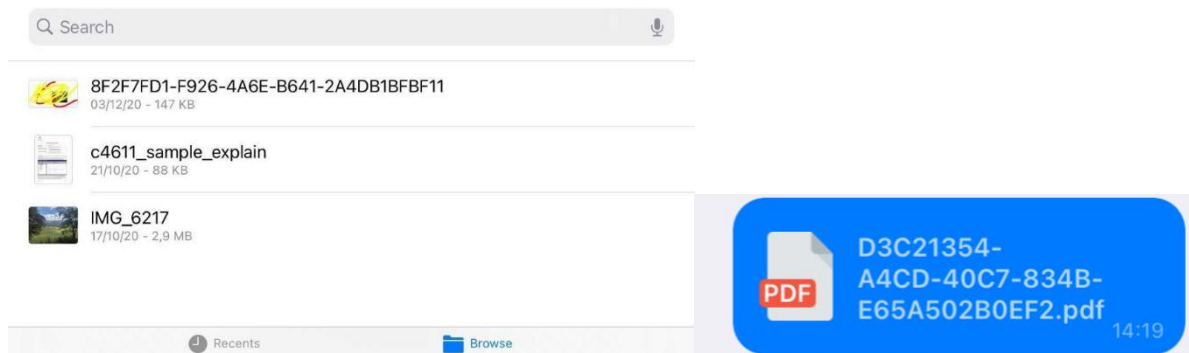 Search
8F2F7FD1-F926-4A6E-B641-2A4DB1BFBF11
03/12/20 - 147 KB
c4611_sample_explain
21/10/20 - 88 KB
IMG_6217
17/10/20 - 2,9 MB
Recents
Browse
PDF
D3C21354-
A4CD-40C7-834B-
E65A502B0EF2.pdf
14:19